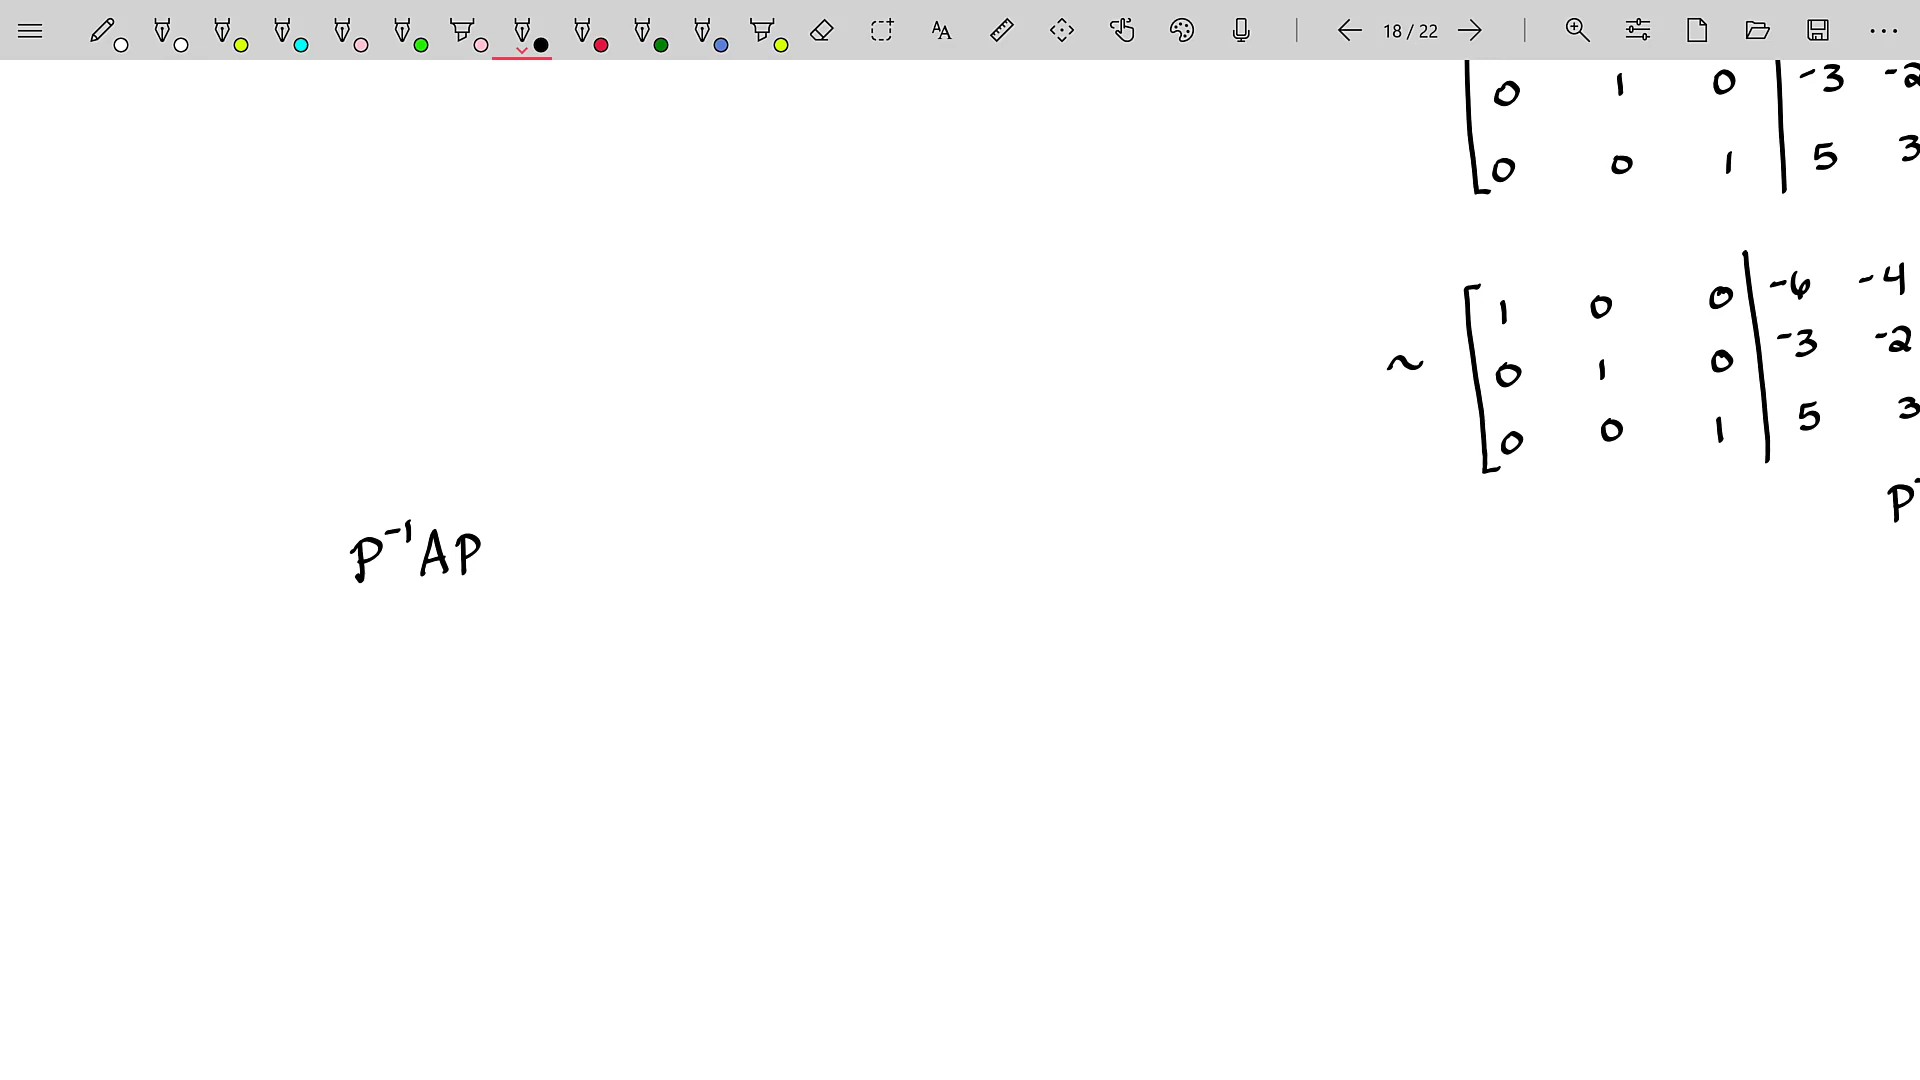 18 / 22
0 1 0 | -3 -2
0 0 1 | 5 3
1 0 0 | -6 -4
~ 0 1 0 | -3 -2
0 0 1 | 5 3
P⁻
P⁻¹AP